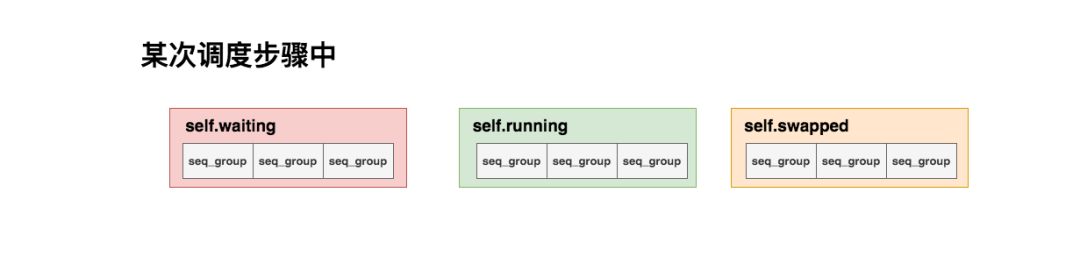 某次调度步骤中
self.waiting
seq_group seq_group seq_group
self.running
seq_group seq_group seq_group
self.swapped
seq_group seq_group seq_group